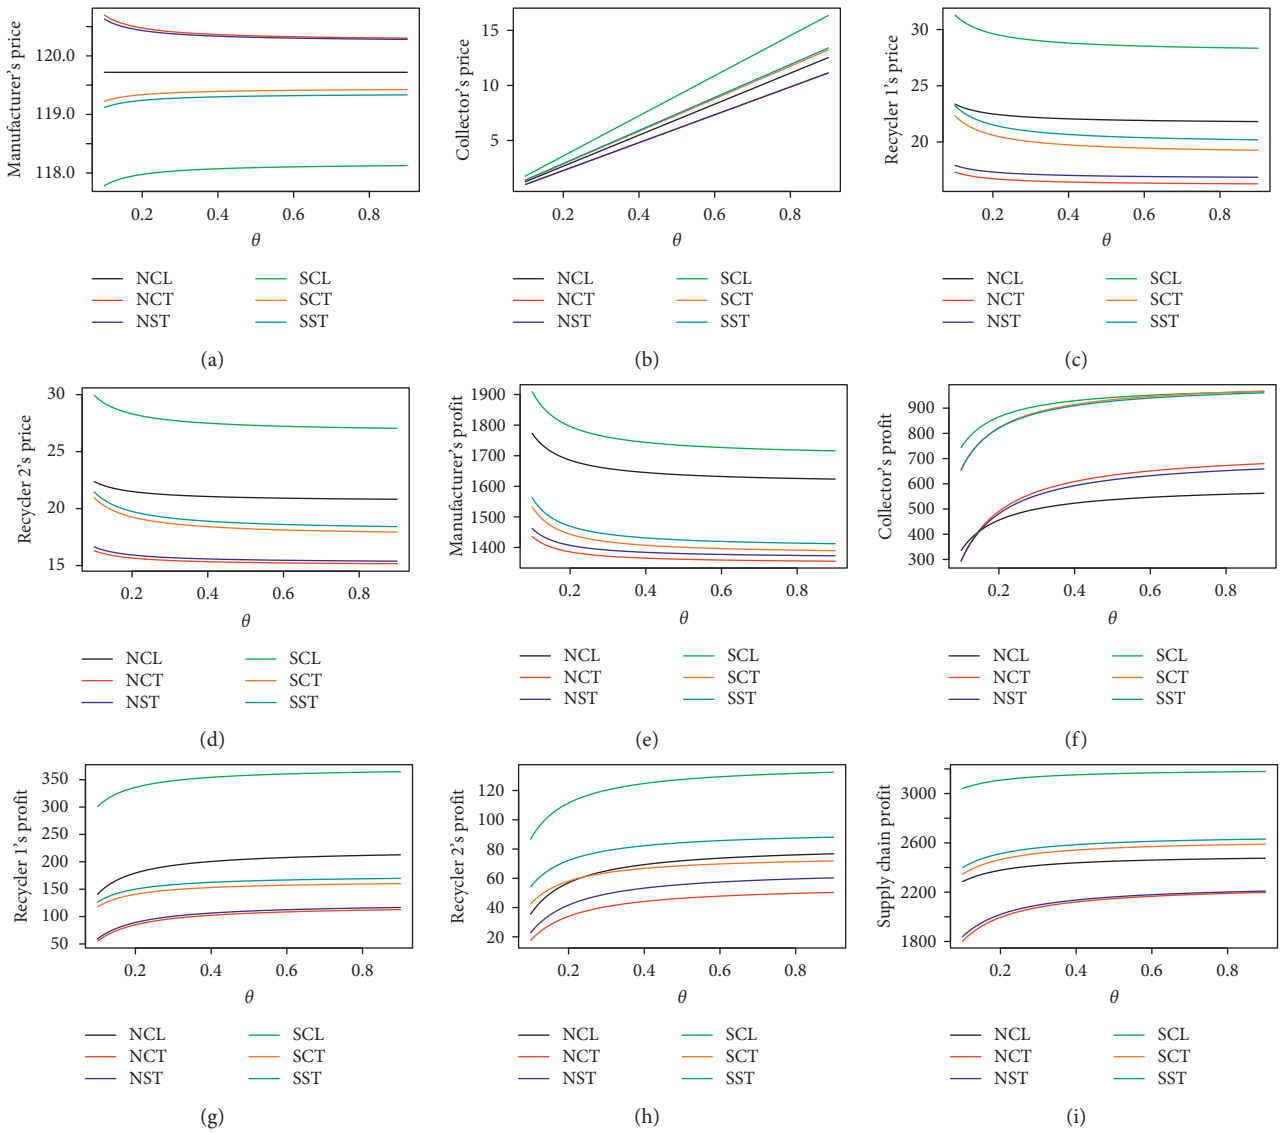 Manufacturer's price
120.0
119.0
118.0
0.2 0.4 0.6 0.8
θ
NCL SCL
NCT SCT
NST SST
(a)
Collector's price
15
10
5
0.2 0.4 0.6 0.8
θ
NCL SCL
NCT SCT
NST SST
(b)
Recycler 1's price
30
25
20
0.2 0.4 0.6 0.8
θ
NCL SCL
NCT SCT
NST SST
(c)
Recycler 2's price
30
25
20
15
0.2 0.4 0.6 0.8
θ
NCL SCL
NCT SCT
NST SST
(d)
Manufacturer's profit
1900
1800
1700
1600
1500
1400
0.2 0.4 0.6 0.8
θ
NCL SCL
NCT SCT
NST SST
(e)
Collector's profit
900
800
700
600
500
400
300
0.2 0.4 0.6 0.8
θ
NCL SCL
NCT SCT
NST SST
(f)
Recycler 1's profit
350
300
250
200
150
100
50
0.2 0.4 0.6 0.8
θ
NCL SCL
NCT SCT
NST SST
(g)
Recycler 2's profit
120
100
80
60
40
20
0.2 0.4 0.6 0.8
θ
NCL SCL
NCT SCT
NST SST
(h)
Supply chain profit
3000
2600
2200
1800
0.2 0.4 0.6 0.8
θ
NCL SCL
NCT SCT
NST SST
(i)